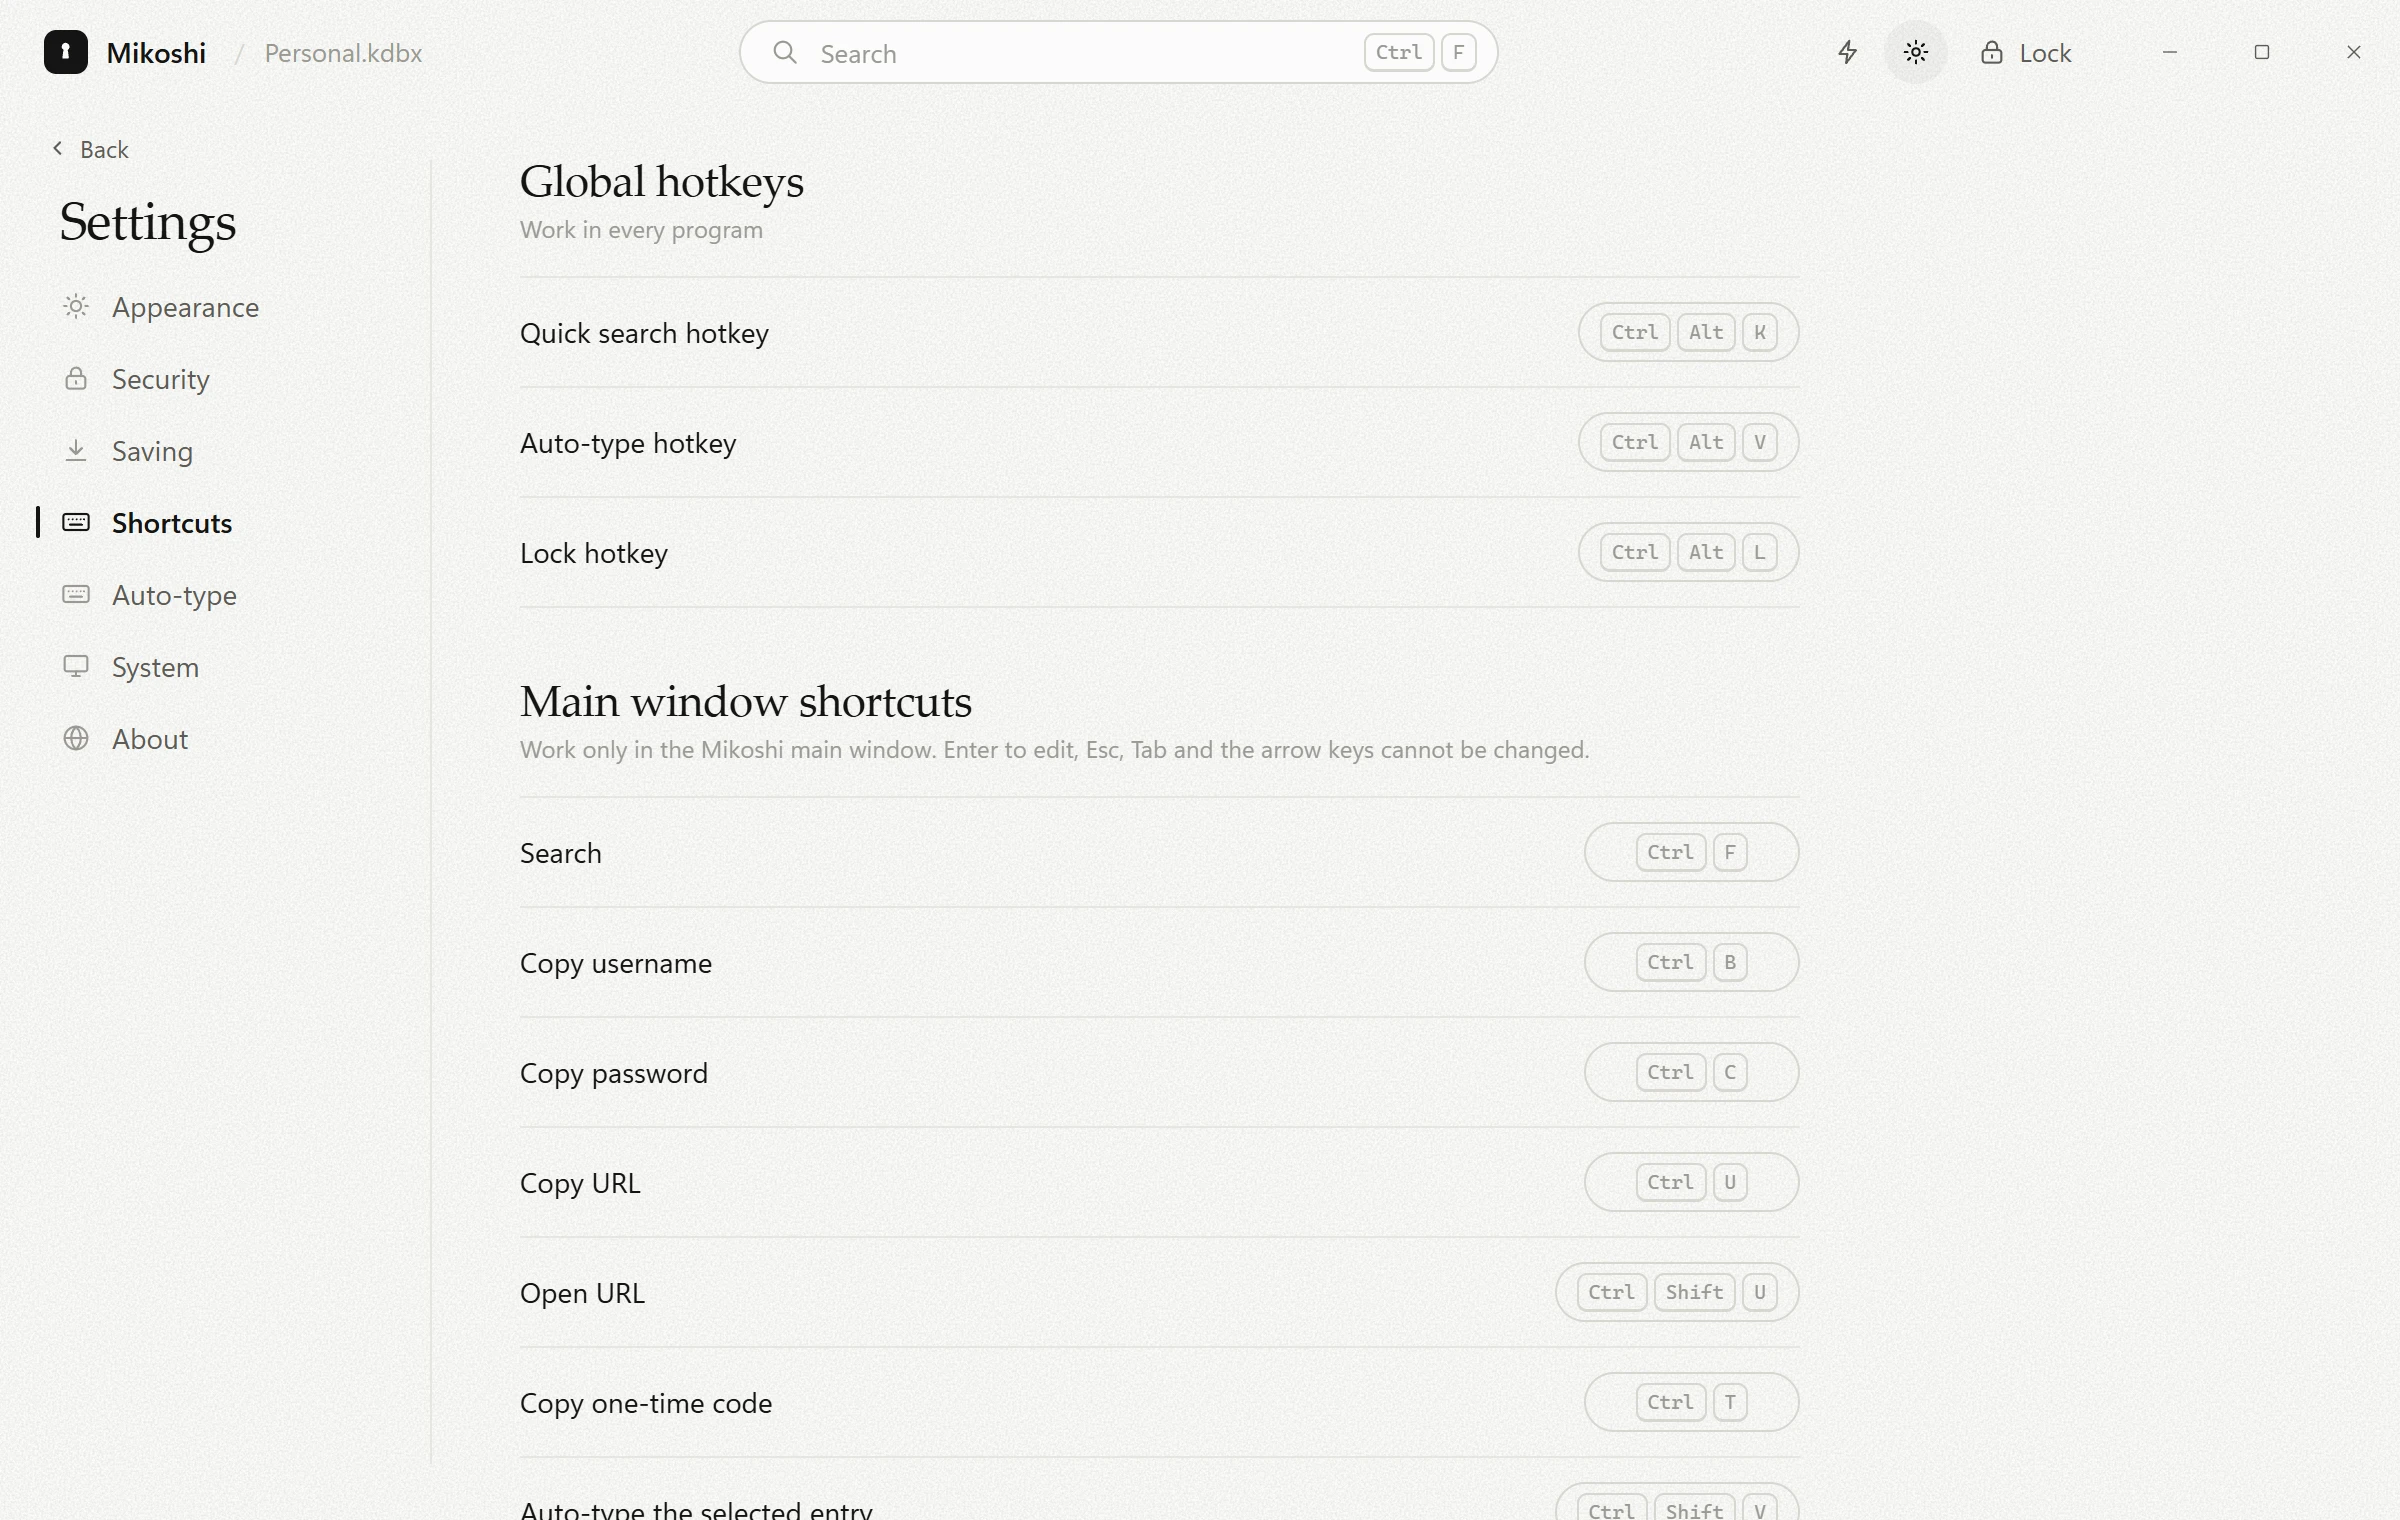 Mikoshi / Personal.kdbx
Search Ctrl F
Lock
Back
Settings
Appearance
Security
Saving
Shortcuts
Auto-type
System
About
Global hotkeys
Work in every program
Quick search hotkey Ctrl Alt K
Auto-type hotkey Ctrl Alt V
Lock hotkey Ctrl Alt L
Main window shortcuts
Work only in the Mikoshi main window. Enter to edit, Esc, Tab and the arrow keys cannot be changed.
Search Ctrl F
Copy username Ctrl B
Copy password Ctrl C
Copy URL Ctrl U
Open URL Ctrl Shift U
Copy one-time code Ctrl T
Auto-type the selected entry Ctrl Shift V